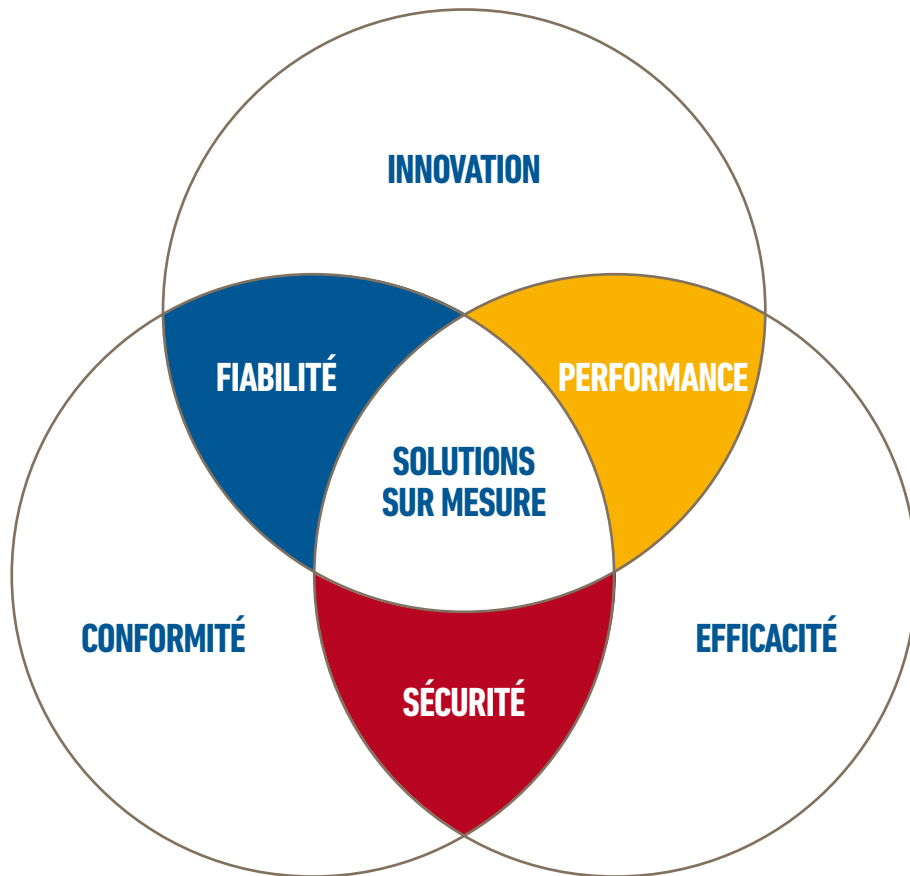 INNOVATION
FIABILITÉ
PERFORMANCE
SOLUTIONS
SUR MESURE
CONFORMITÉ
EFFICACITÉ
SÉCURITÉ